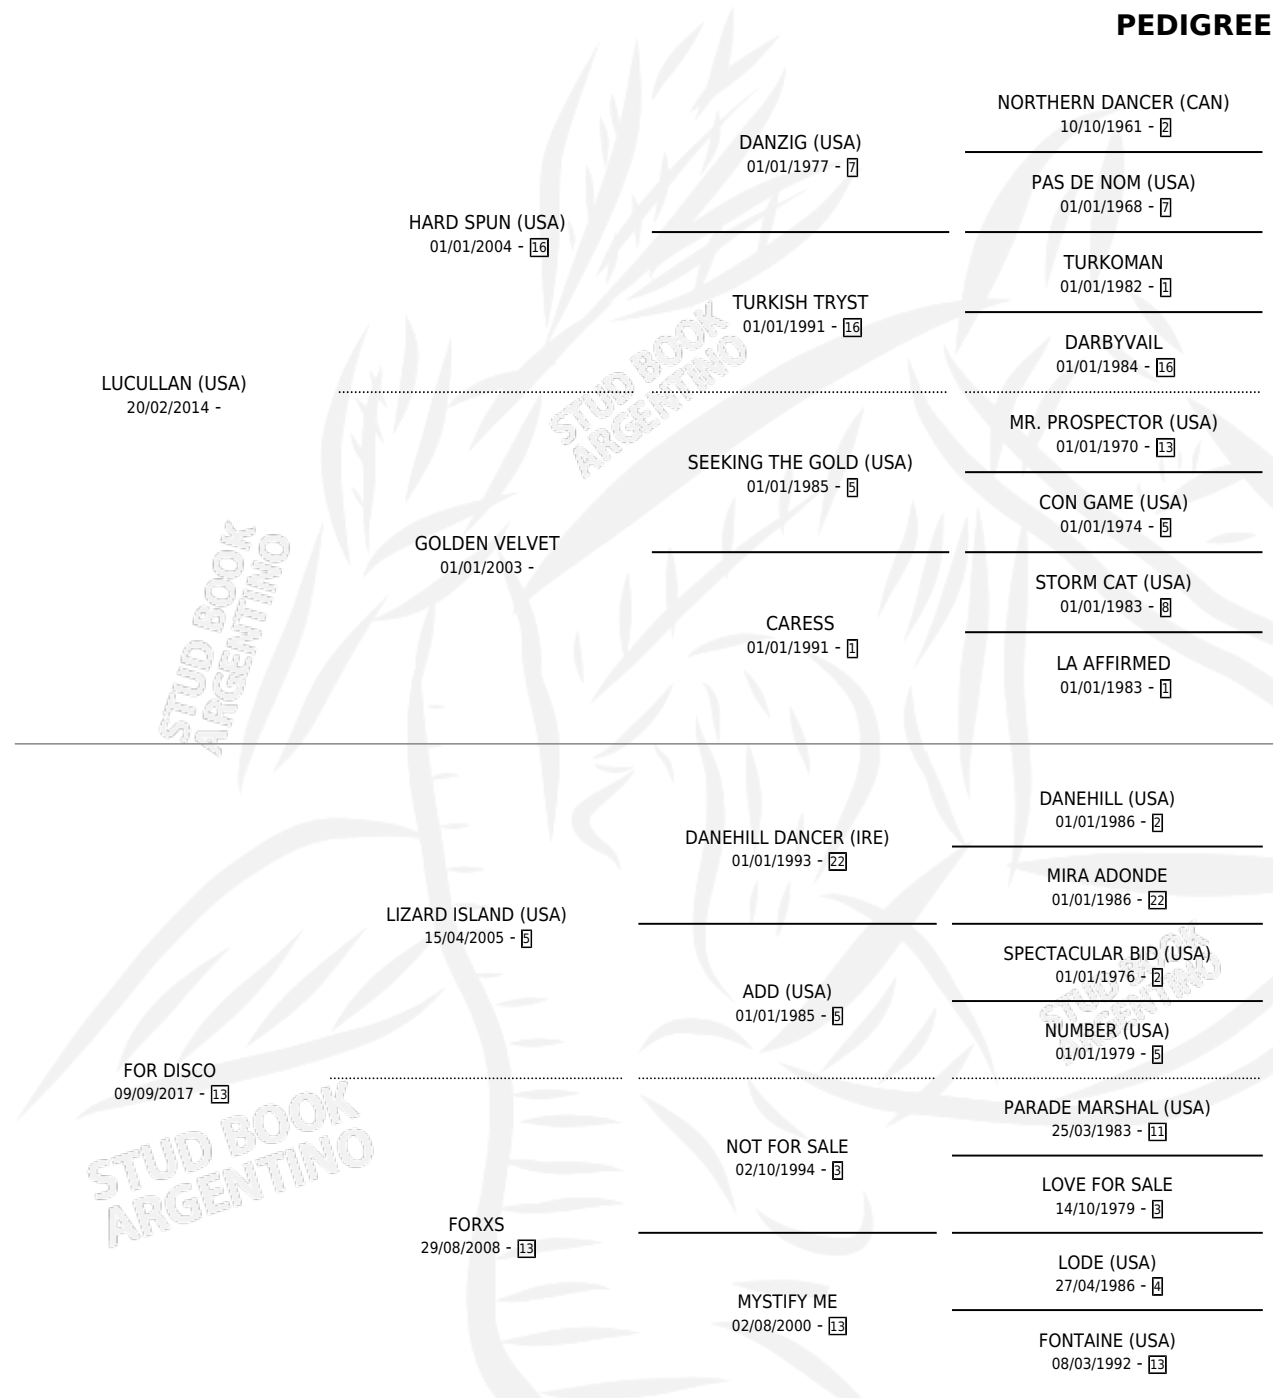 PEDIGREE
NORTHERN DANCER (CAN)
10/10/1961 - 2
DANZIG (USA)
01/01/1977 - 7
PAS DE NOM (USA)
01/01/1968 - 7
HARD SPUN (USA)
01/01/2004 - 16
TURKOMAN
01/01/1982 - 1
TURKISH TRYST
01/01/1991 - 16
DARBYVAIL
01/01/1984 - 16
LUCULLAN (USA)
20/02/2014 -
MR. PROSPECTOR (USA)
01/01/1970 - 13
SEEKING THE GOLD (USA)
01/01/1985 - 5
CON GAME (USA)
01/01/1974 - 5
GOLDEN VELVET
01/01/2003 -
STORM CAT (USA)
01/01/1983 - 8
CARESS
01/01/1991 - 1
LA AFFIRMED
01/01/1983 - 1
DANEHILL (USA)
01/01/1986 - 2
DANEHILL DANCER (IRE)
01/01/1993 - 22
MIRA ADONDE
01/01/1986 - 22
LIZARD ISLAND (USA)
15/04/2005 - 5
SPECTACULAR BID (USA)
01/01/1976 - 2
ADD (USA)
01/01/1985 - 5
NUMBER (USA)
01/01/1979 - 5
FOR DISCO
09/09/2017 - 13
PARADE MARSHAL (USA)
25/03/1983 - 11
NOT FOR SALE
02/10/1994 - 3
LOVE FOR SALE
14/10/1979 - 3
FORXS
29/08/2008 - 13
LODE (USA)
27/04/1986 - 4
MYSTIFY ME
02/08/2000 - 13
FONTAINE (USA)
08/03/1992 - 13
STUD BOOK
ARGENTINO
STUD BOOK
ARGENTINO
STUD BOOK
ARGENTINO
STUD BOOK
ARGENTINO